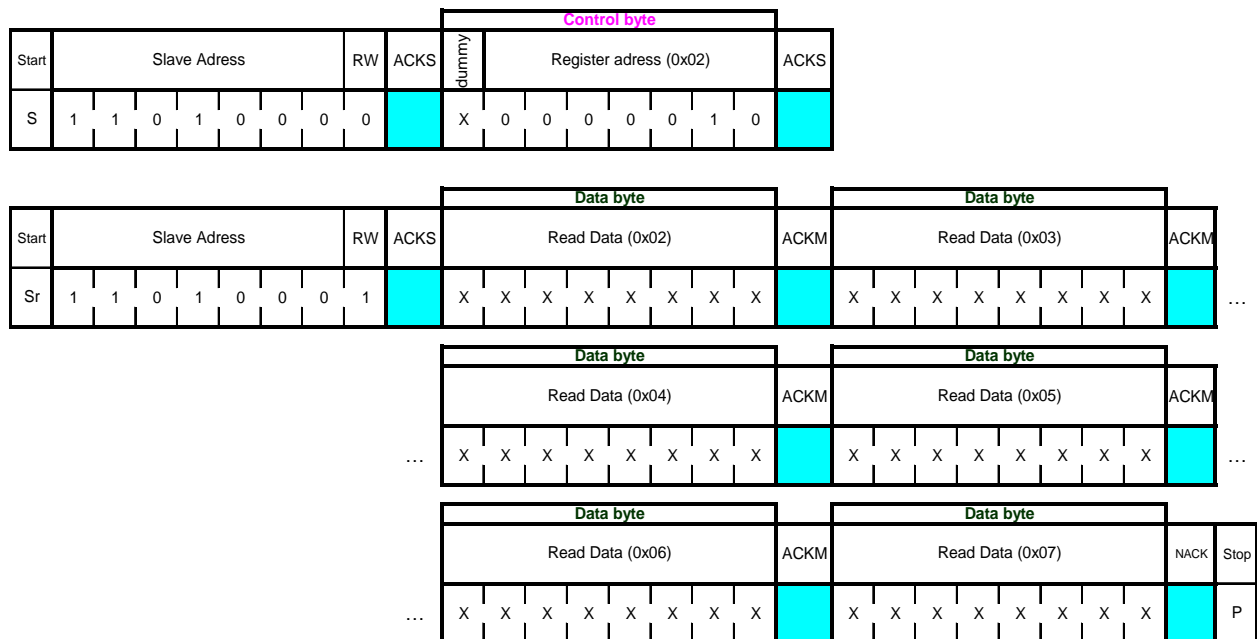 Control byte
Start Slave Adress RW ACKS dummy Register adress (0x02) ACKS
S 1 1 0 1 0 0 0 0 X 0 0 0 0 0 1 0
Data byte Data byte
Start Slave Adress RW ACKS Read Data (0x02) ACKM Read Data (0x03) ACKM
Sr 1 1 0 1 0 0 0 1 X X X X X X X X X X X X X X X X …
Data byte Data byte
Read Data (0x04) ACKM Read Data (0x05) ACKM
… X X X X X X X X X X X X X X X X …
Data byte Data byte
Read Data (0x06) ACKM Read Data (0x07) NACK Stop
… X X X X X X X X X X X X X X X X P